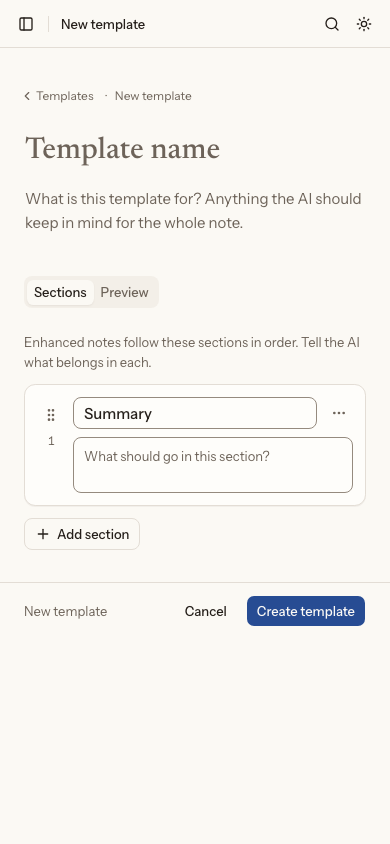 New template
Templates · New template
Template name
What is this template for? Anything the AI should
keep in mind for the whole note.
Sections Preview
Enhanced notes follow these sections in order. Tell the AI
what belongs in each.
Summary
1
What should go in this section?
Add section
New template Cancel Create template